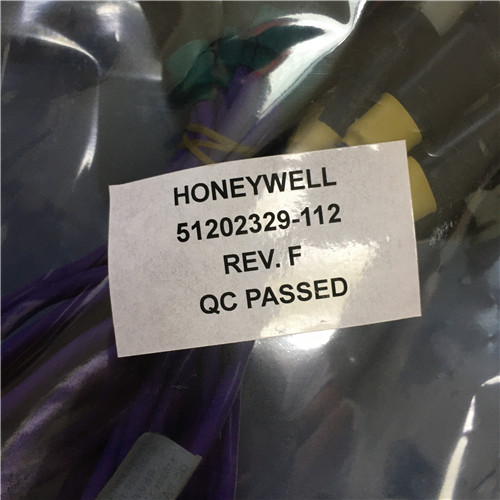 HONEYWELL
51202329-112
REV. F
QC PASSED